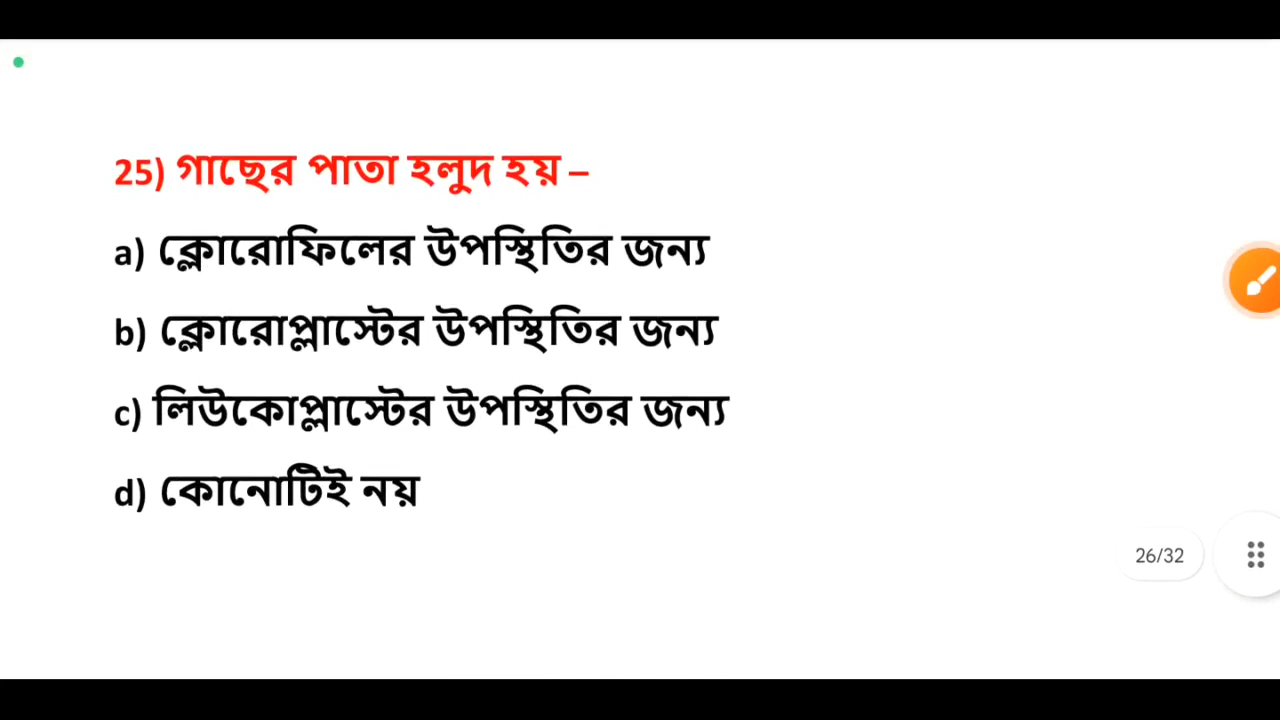 25) গাছের পাতা হলুদ হয় –
a) ক্লোরোফিলের উপস্থিতির জন্য
b) ক্লোরোপ্লাস্টের উপস্থিতির জন্য
c) লিউকোপ্লাস্টের উপস্থিতির জন্য
d) কোনোটিই নয়
26/32